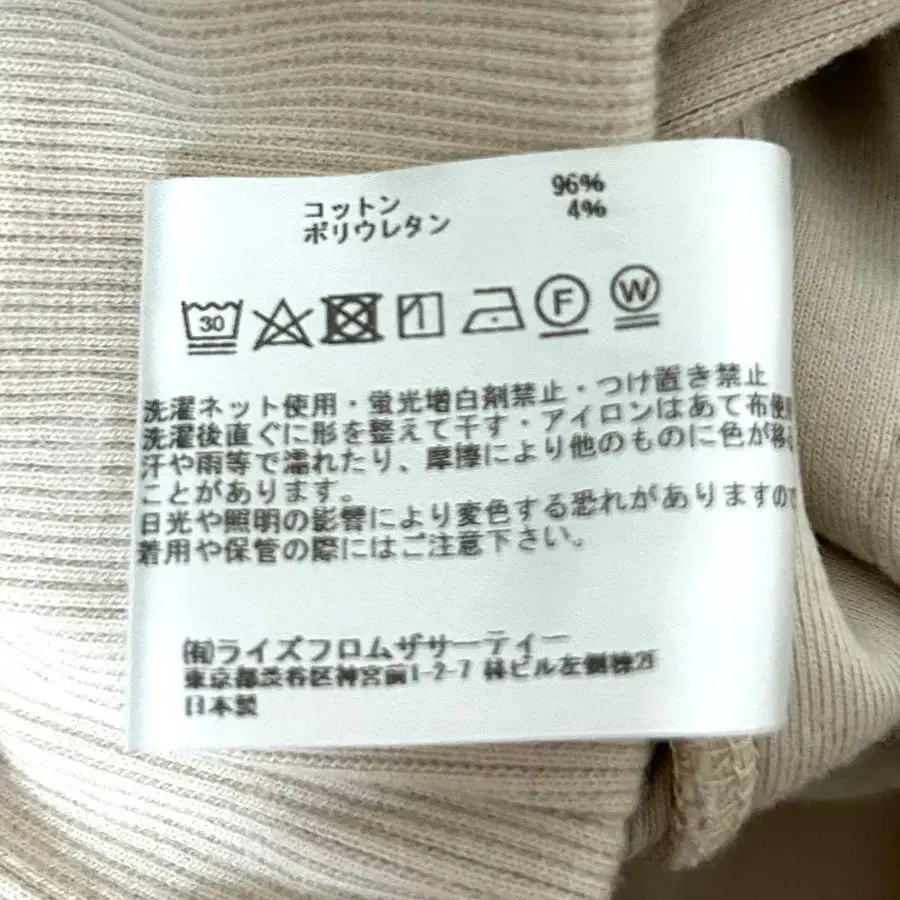 コットン 96%
ポリウレタン 4%
30 F W
洗濯ネット使用・蛍光増白剤禁止・つけ置き禁止
洗濯後直ぐに形を整えて干す・アイロンはあて布使用
汗や雨等で濡れたり、摩擦により他のものに色が移る
ことがあります。
日光や照明の影響により変色する恐れがありますので
着用や保管の際にはご注意下さい。
㈲ライズフロムザサーティー
東京都渋谷区神宮前1-2-7 林ビル左側棟2F
日本製